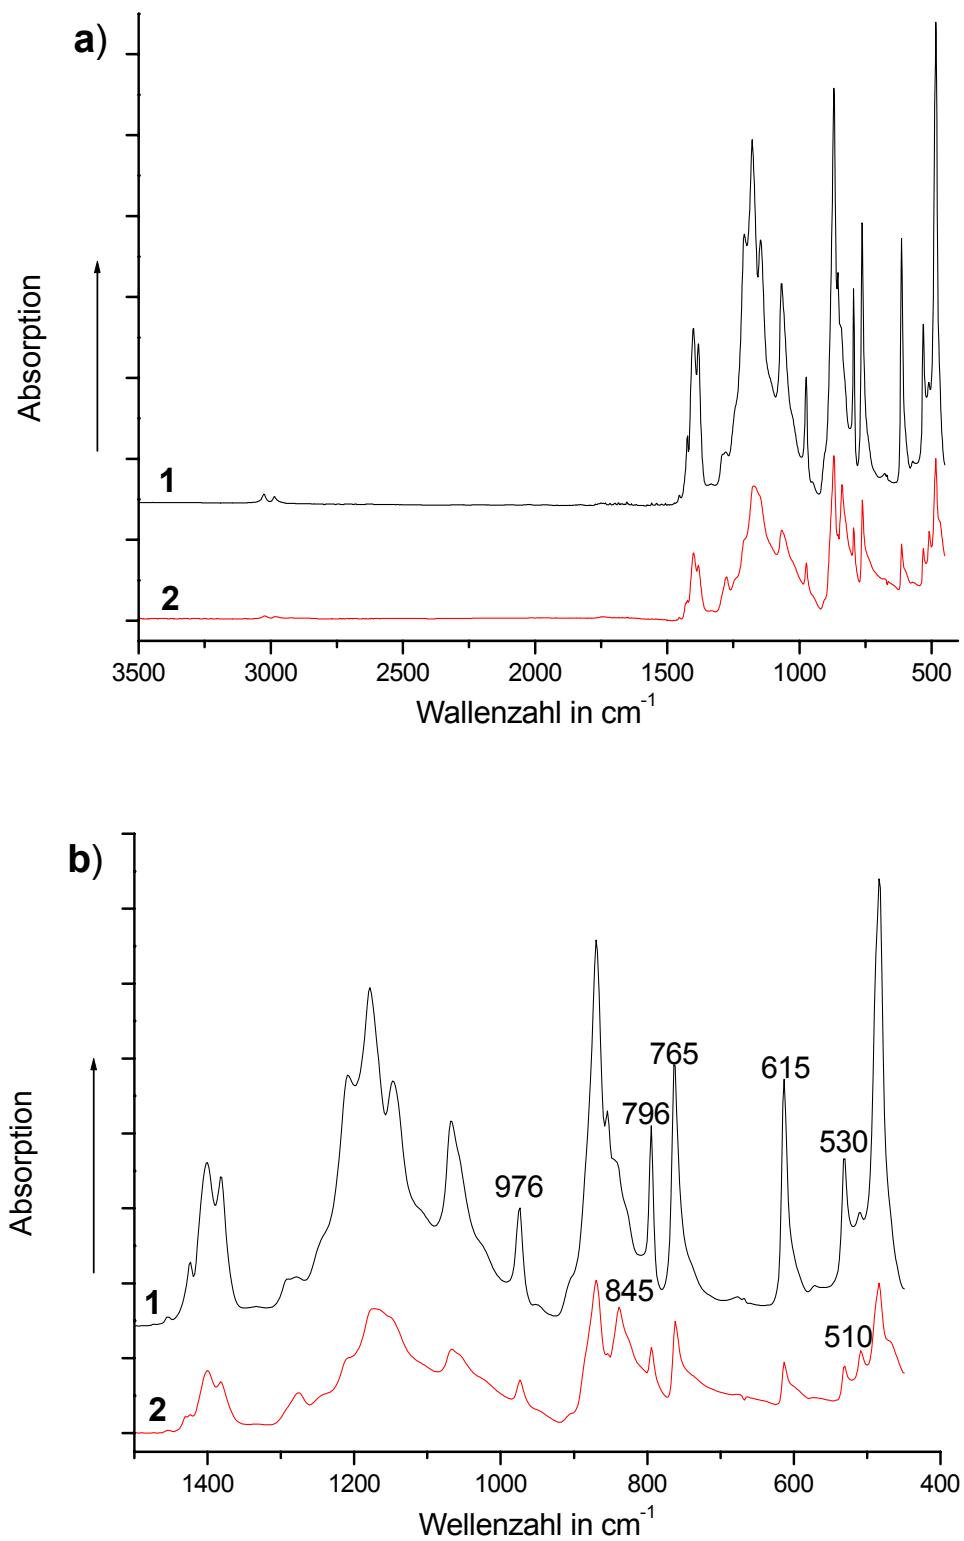 a)
Absorption
1
2
3500 3000 2500 2000 1500 1000 500
Wallenzahl in cm-1
b)
Absorption
765
615
796
530
976
845
1
510
2
1400 1200 1000 800 600 400
Wellenzahl in cm-1